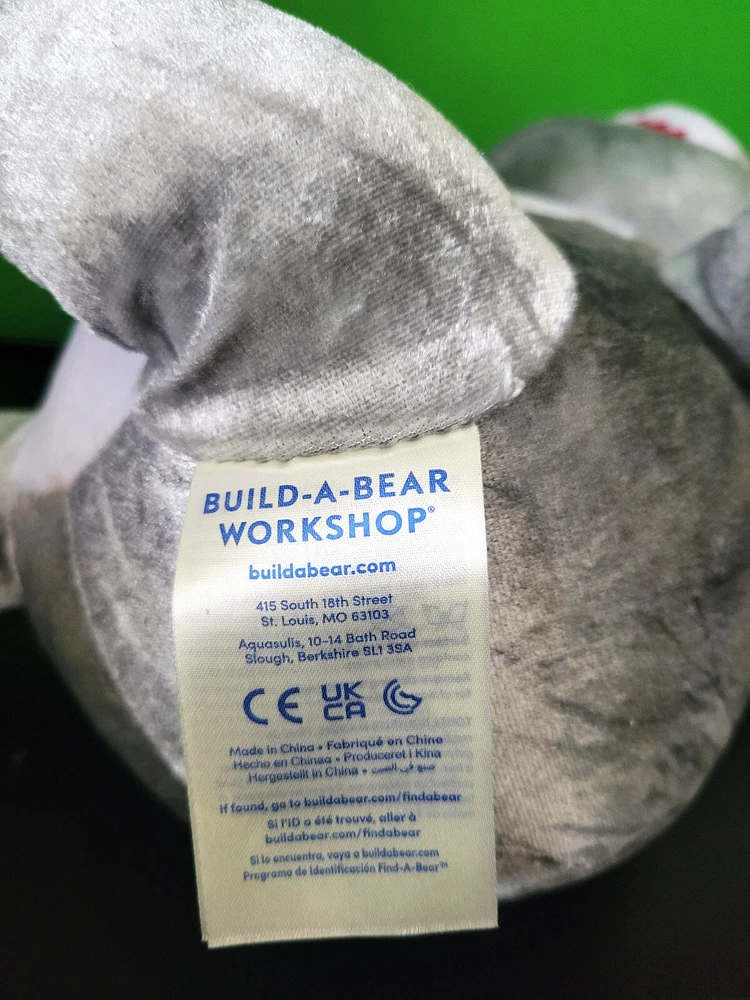 BUILD-A-BEAR
WORKSHOP®
buildabear.com
415 South 18th Street
St. Louis, MO 63103
Aquasulis, 10-14 Bath Road
Slough, Berkshire SL1 3SA
CE UK
CA
Made in China • Fabriqué en Chine
Hecho en Chinaa • Produceret i Kina
Hergestellt in China • صنع في الصين
If found, go to buildabear.com/findabear
Si l'ID a été trouvé, aller à
buildabear.com/findabear
Si lo encuentra, vaya a buildabear.com
Programa de Identificación Find-A-Bear™